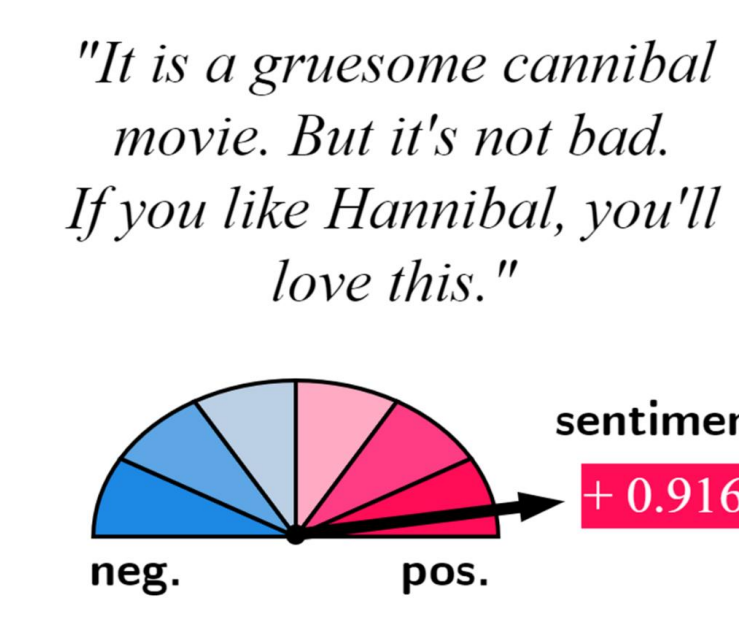 "It is a gruesome cannibal
movie. But it's not bad.
If you like Hannibal, you'll
love this."
+ 0.916
neg.
pos.